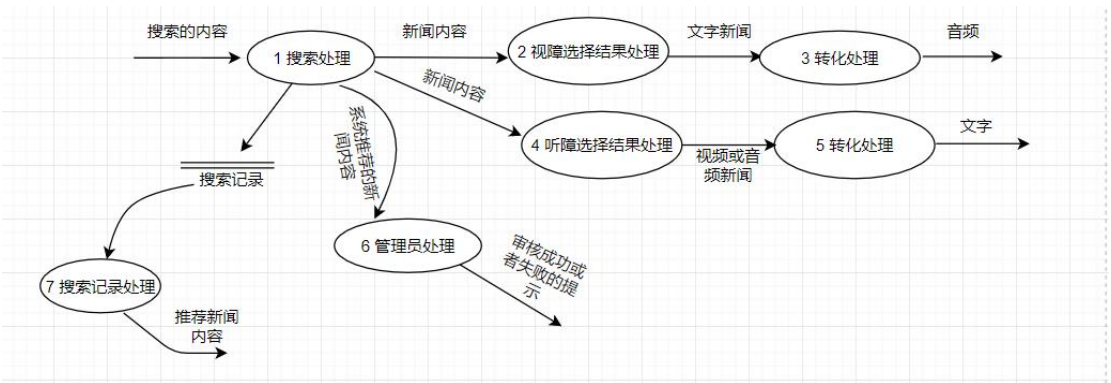 搜索的内容
1 搜索处理
新闻内容
2 视障选择结果处理
文字新闻
3 转化处理
音频
新闻内容
4 听障选择结果处理
视频或音
频新闻
5 转化处理
文字
系统推荐的新
闻内容
搜索记录
6 管理员处理
审核成功或
者失败的提
示
7 搜索记录处理
推荐新闻
内容